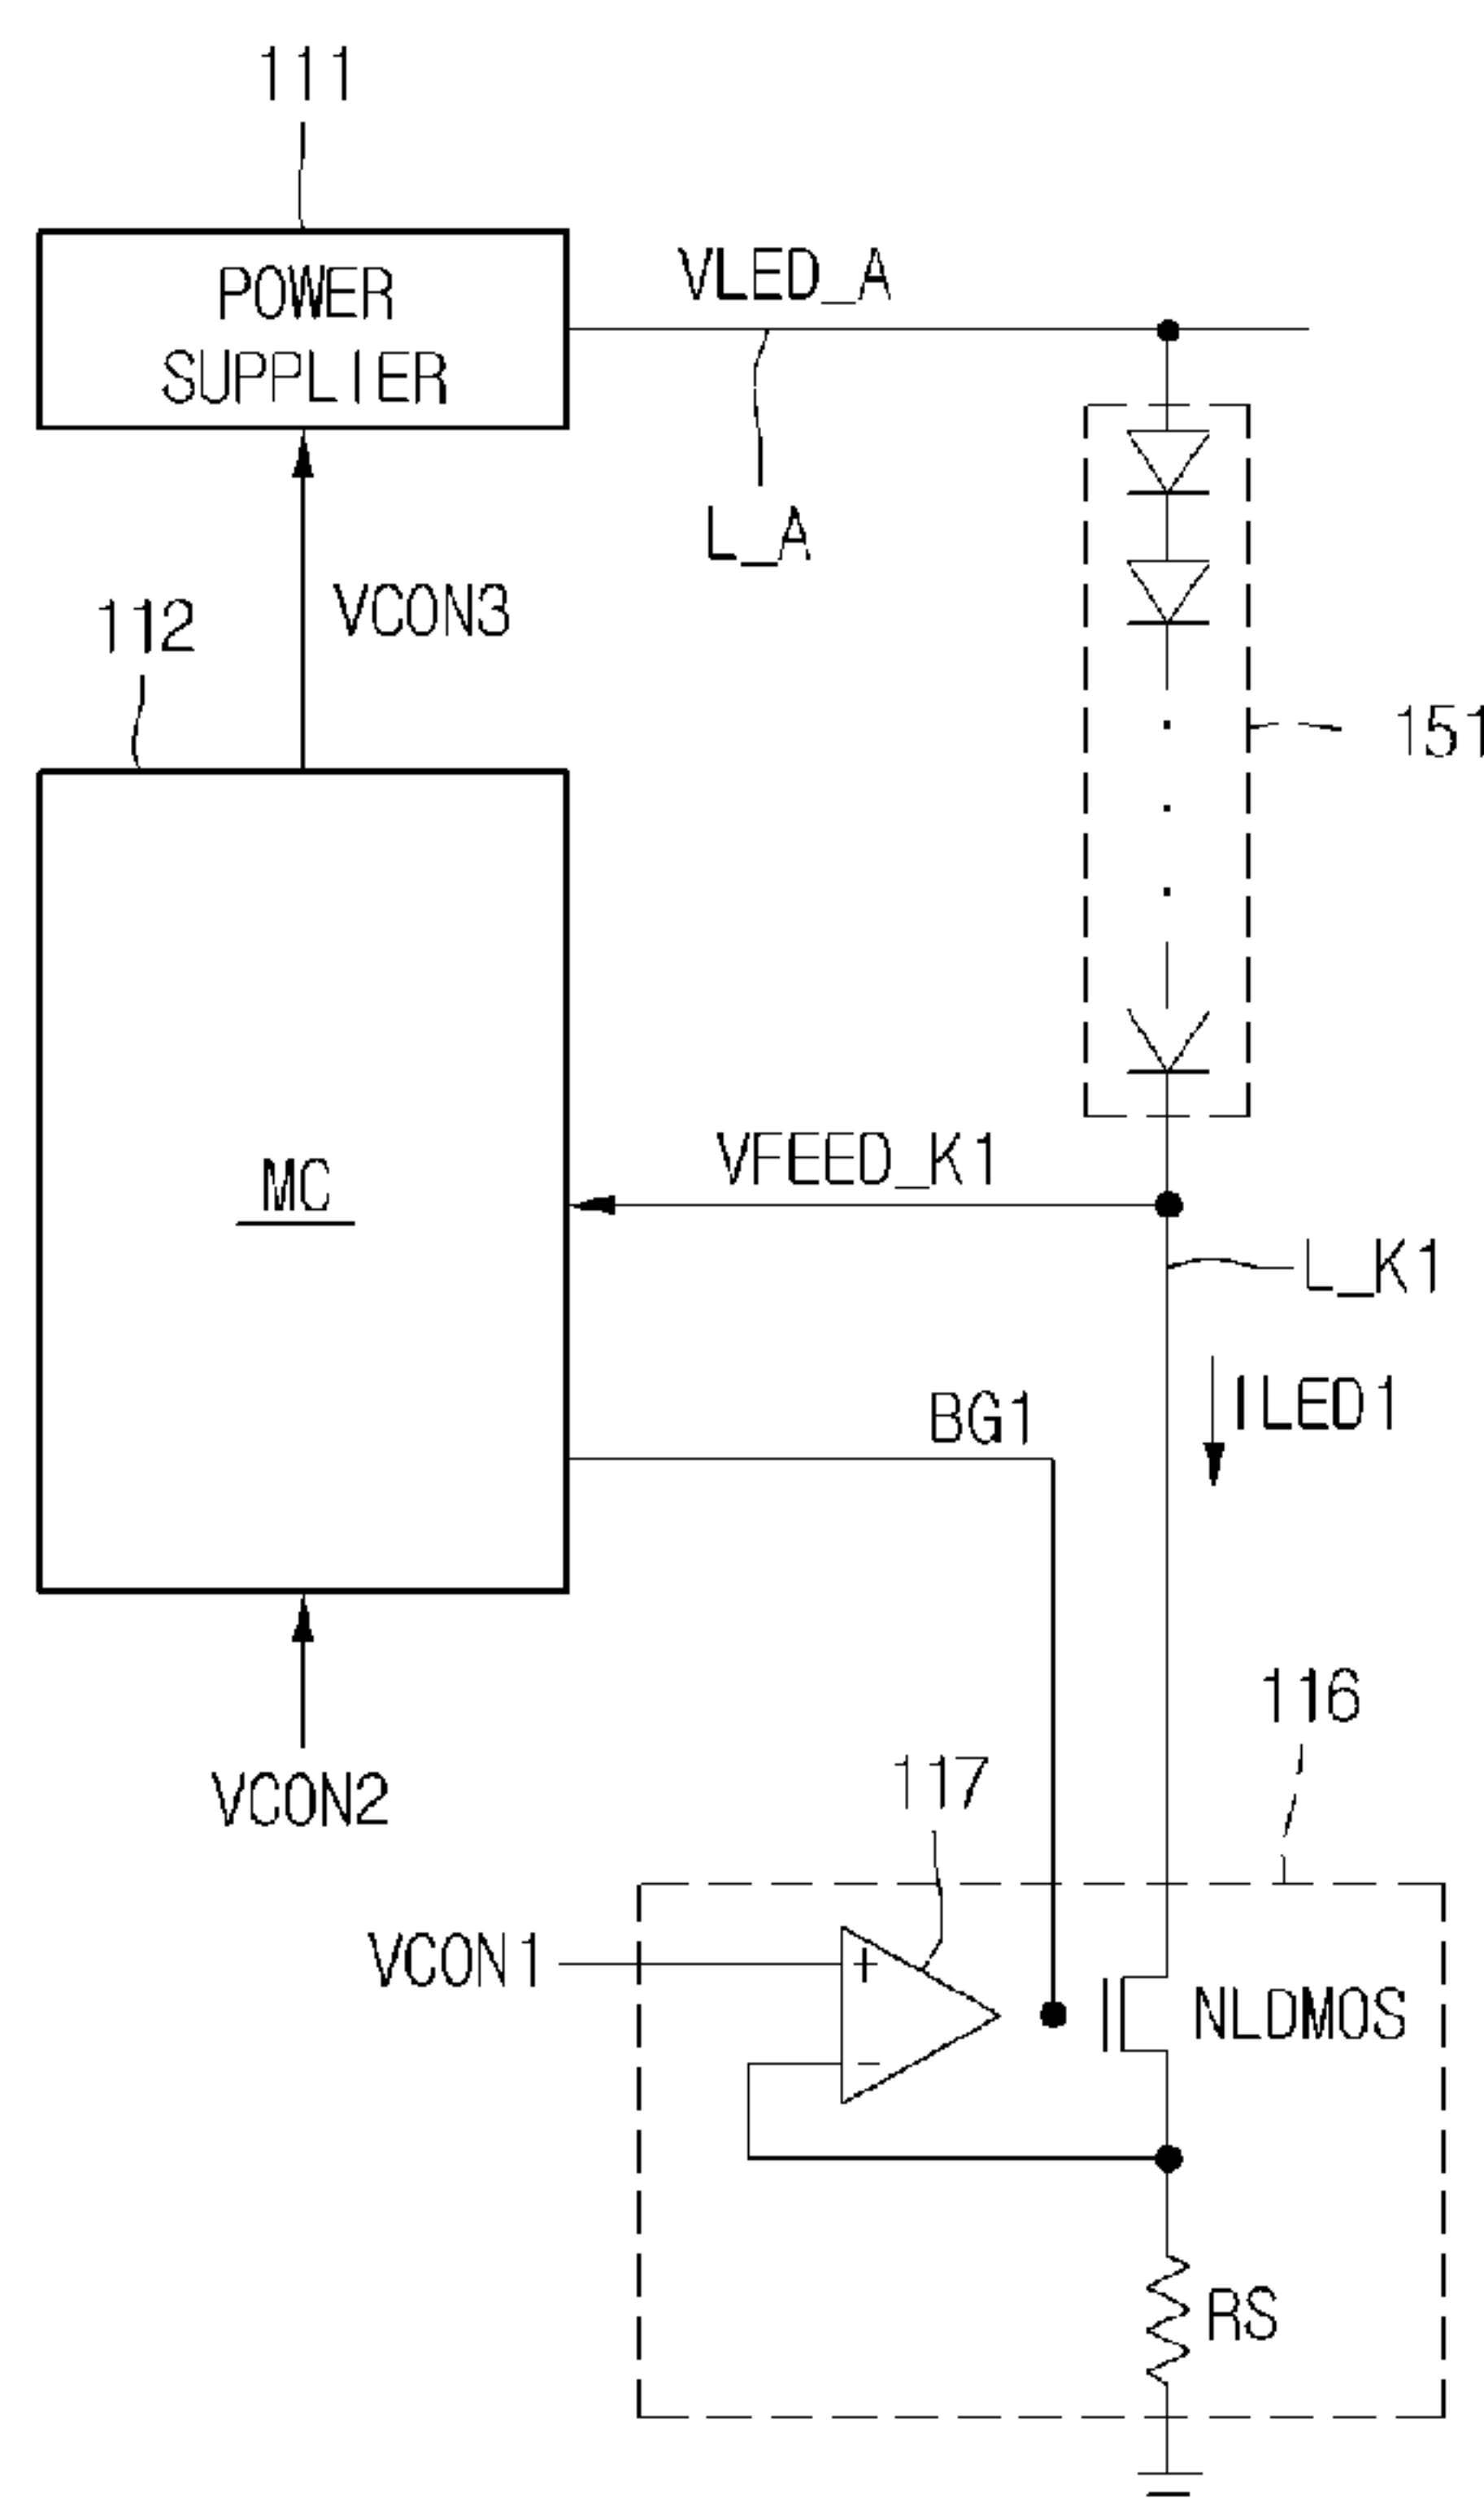 111
POWER
SUPPLIER
VLED_A
L_A
VCON3
112
151
MC
VFEED_K1
L_K1
ILED1
BG1
116
117
VCON2
VCON1
+
−
NLDMOS
RS